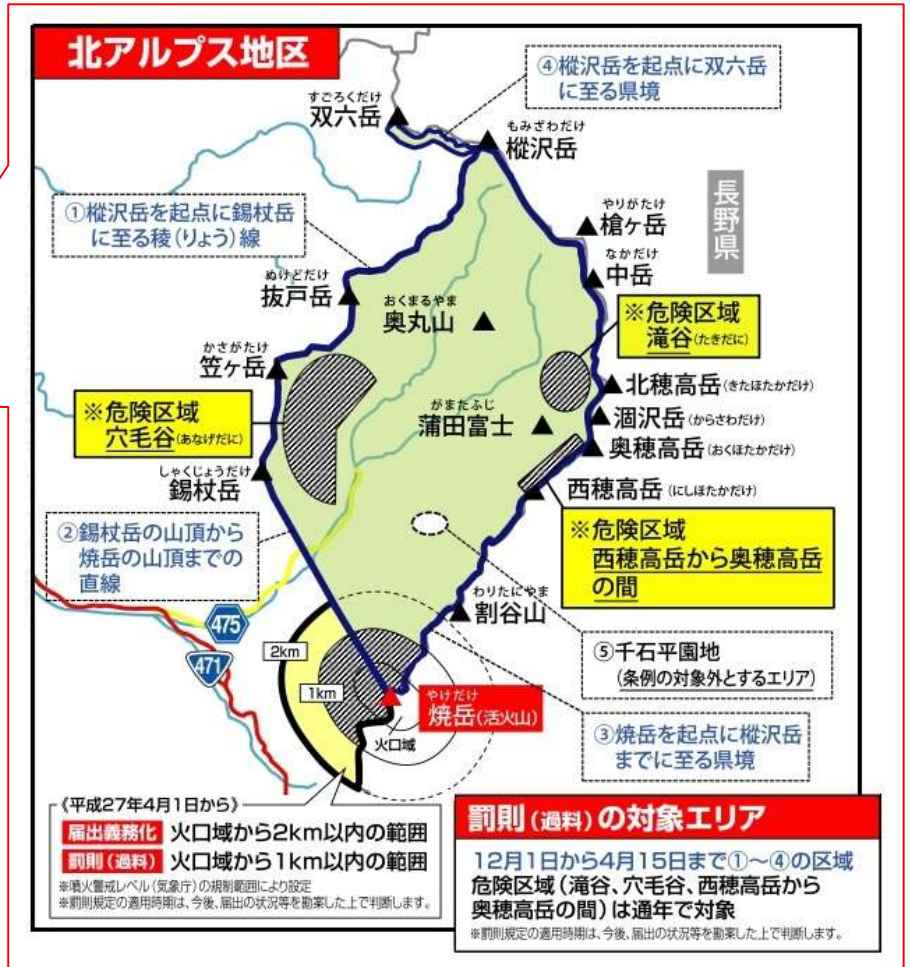 北アルプス地区
④樅沢岳を起点に双六岳
に至る県境
すごろくだけ
双六岳
もみざわだけ
樅沢岳
長野県
①樅沢岳を起点に錫杖岳
に至る稜(りょう)線
やりがたけ
槍ヶ岳
なかだけ
中岳
ぬけどだけ
抜戸岳
おくまるやま
奥丸山
※危険区域
滝谷(たきだに)
かさがたけ
笠ヶ岳
北穂高岳(きたほたかだけ)
※危険区域
穴毛谷(あなげだに)
がまたふじ
蒲田富士
涸沢岳(からさわだけ)
奥穂高岳(おくほたかだけ)
しゃくじょうだけ
錫杖岳
西穂高岳(にしほたかだけ)
②錫杖岳の山頂から
焼岳の山頂までの
直線
※危険区域
西穂高岳から奥穂高岳
の間
わりたにやま
割谷山
475
471
2km
1km
⑤千石平園地
(条例の対象外とするエリア)
やけだけ
焼岳(活火山)
火口域
③焼岳を起点に樅沢岳
までに至る県境
《平成27年4月1日から》
届出義務化 火口域から2km以内の範囲
罰則(過料) 火口域から1km以内の範囲
※噴火警戒レベル(気象庁)の規制範囲により設定
※罰則規定の適用時期は、今後、届出の状況等を勘案した上で判断します。
罰則(過料)の対象エリア
12月1日から4月15日まで①～④の区域
危険区域(滝谷、穴毛谷、西穂高岳から
奥穂高岳の間)は通年で対象
※罰則規定の適用時期は、今後、届出の状況等を勘案した上で判断します。